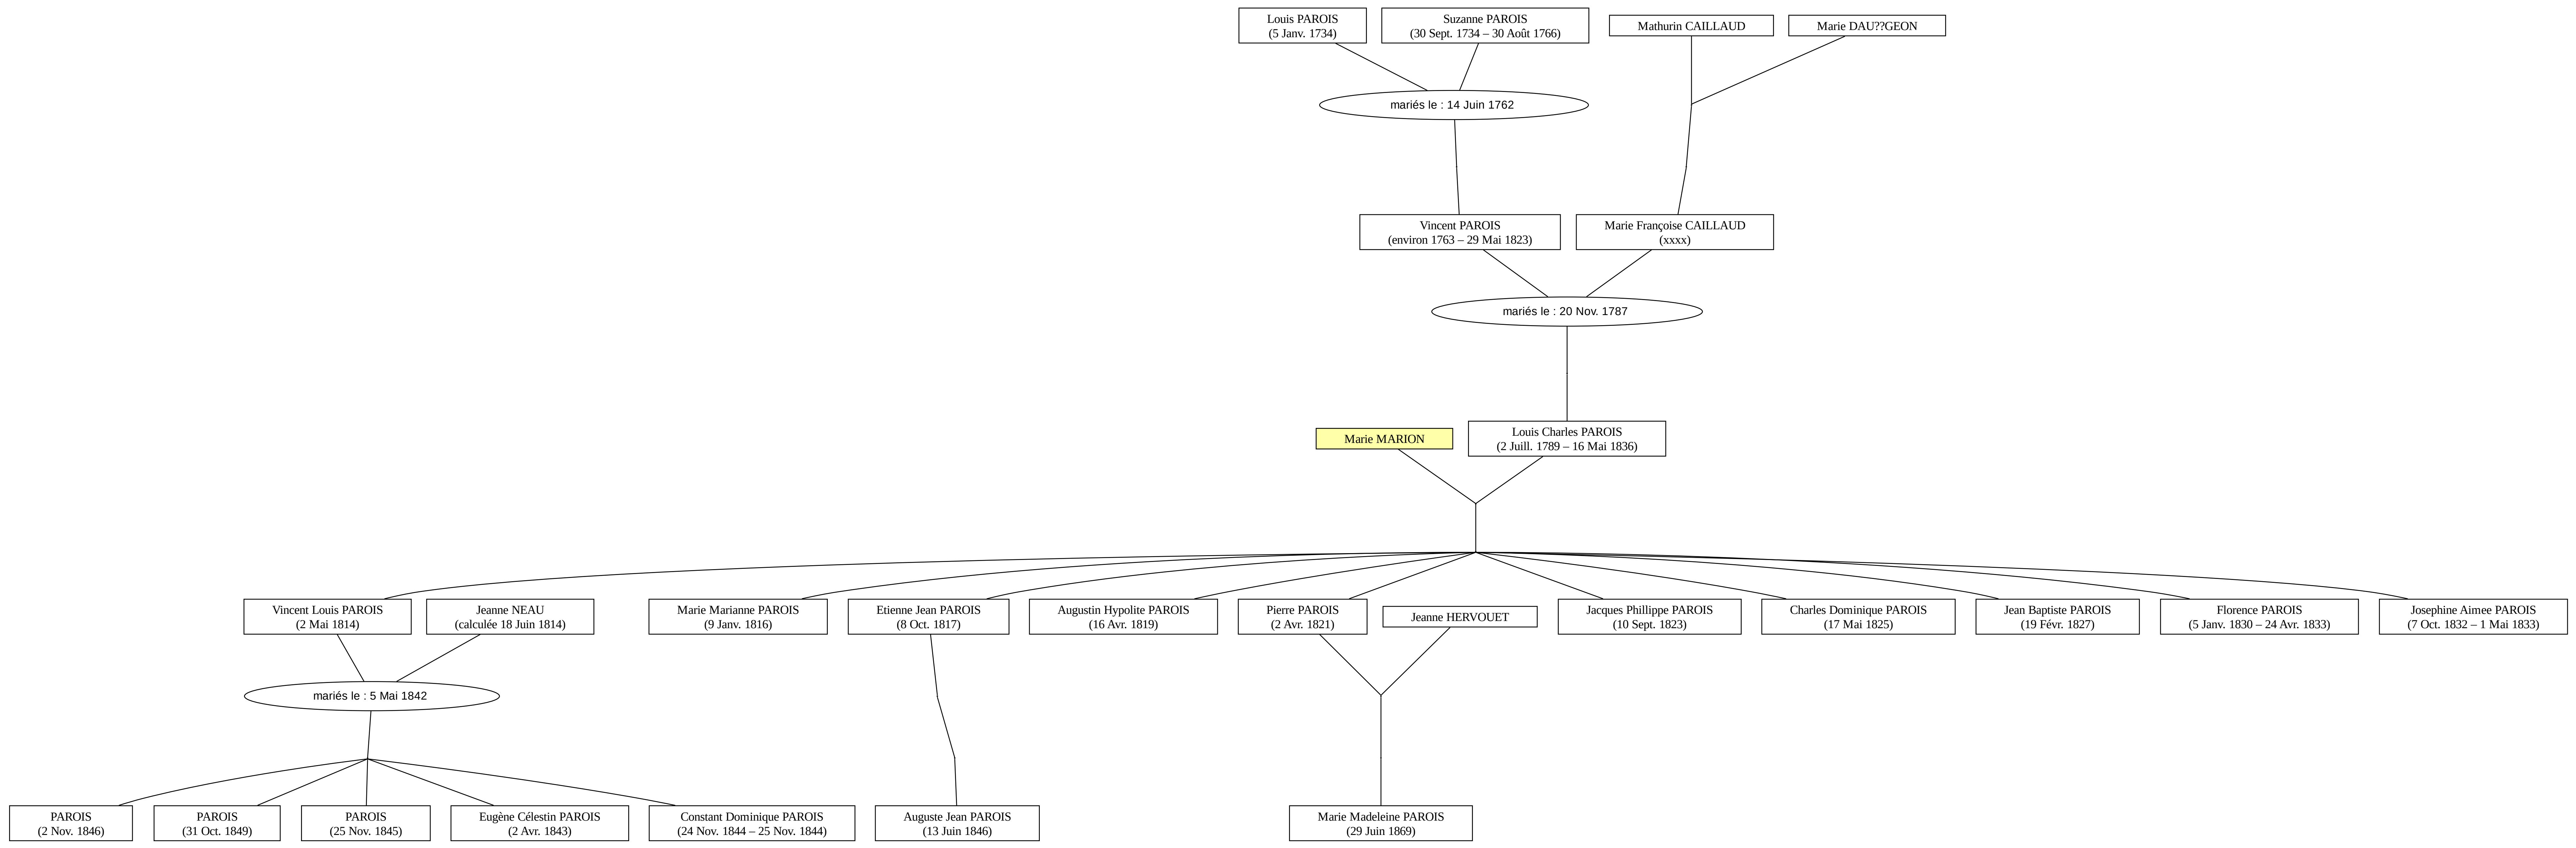 Louis PAROIS
(5 Janv. 1734)
Suzanne PAROIS
(30 Sept. 1734 – 30 Août 1766)
Mathurin CAILLAUD
Marie DAU??GEON
mariés le : 14 Juin 1762
Vincent PAROIS
(environ 1763 – 29 Mai 1823)
Marie Françoise CAILLAUD
(xxxx)
mariés le : 20 Nov. 1787
Marie MARION
Louis Charles PAROIS
(2 Juill. 1789 – 16 Mai 1836)
Vincent Louis PAROIS
(2 Mai 1814)
Jeanne NEAU
(calculée 18 Juin 1814)
Marie Marianne PAROIS
(9 Janv. 1816)
Etienne Jean PAROIS
(8 Oct. 1817)
Augustin Hypolite PAROIS
(16 Avr. 1819)
Pierre PAROIS
(2 Avr. 1821)
Jeanne HERVOUET
Jacques Phillippe PAROIS
(10 Sept. 1823)
Charles Dominique PAROIS
(17 Mai 1825)
Jean Baptiste PAROIS
(19 Févr. 1827)
Florence PAROIS
(5 Janv. 1830 – 24 Avr. 1833)
Josephine Aimee PAROIS
(7 Oct. 1832 – 1 Mai 1833)
mariés le : 5 Mai 1842
PAROIS
(2 Nov. 1846)
PAROIS
(31 Oct. 1849)
PAROIS
(25 Nov. 1845)
Eugène Célestin PAROIS
(2 Avr. 1843)
Constant Dominique PAROIS
(24 Nov. 1844 – 25 Nov. 1844)
Auguste Jean PAROIS
(13 Juin 1846)
Marie Madeleine PAROIS
(29 Juin 1869)